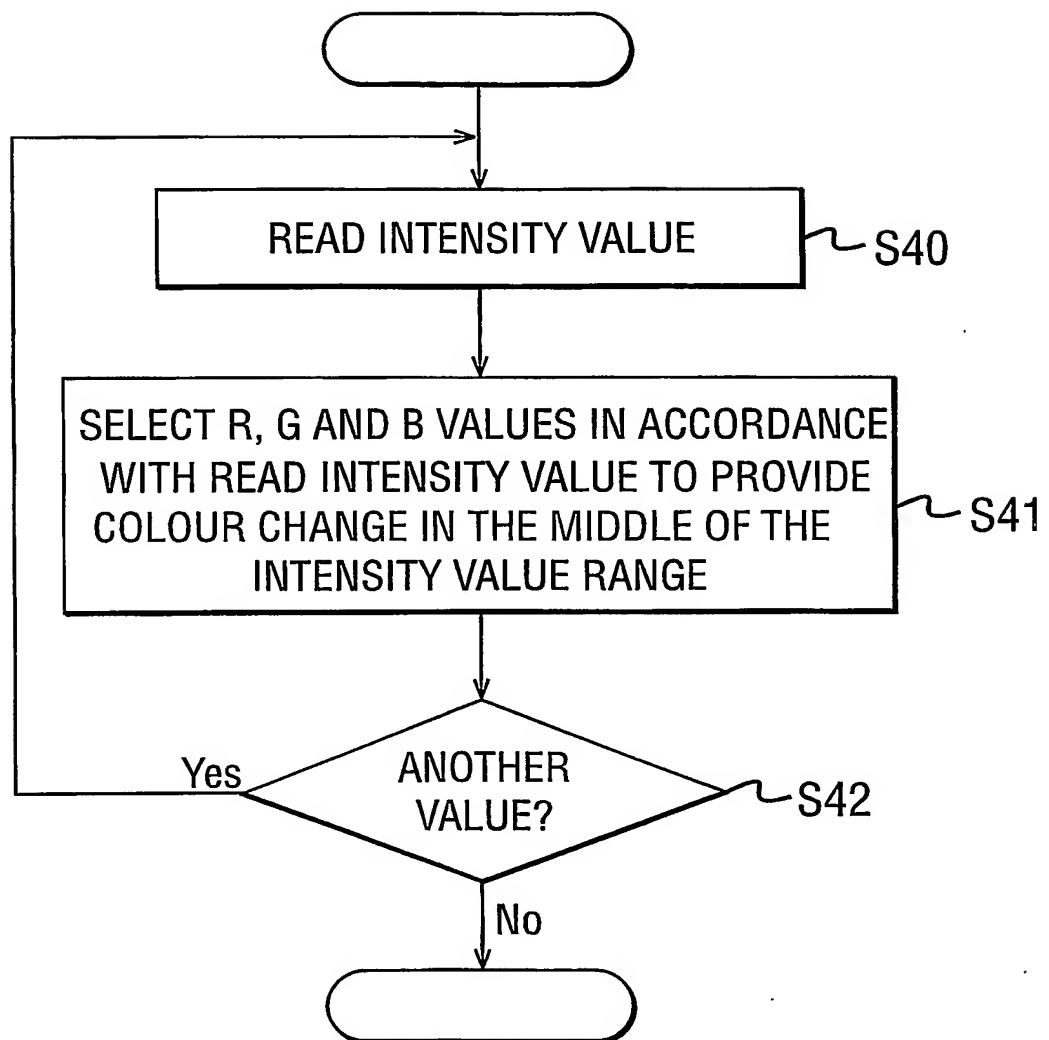 READ INTENSITY VALUE
S40
SELECT R, G AND B VALUES IN ACCORDANCE
WITH READ INTENSITY VALUE TO PROVIDE
COLOUR CHANGE IN THE MIDDLE OF THE
INTENSITY VALUE RANGE
S41
Yes
ANOTHER
VALUE?
S42
No